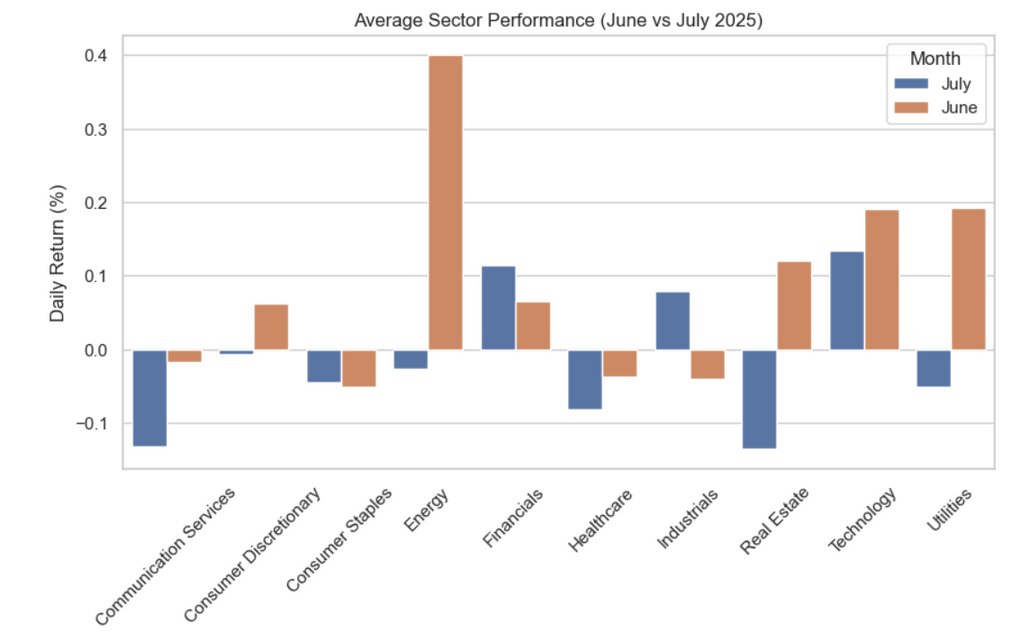 Average Sector Performance (June vs July 2025)
Month
July
June
Daily Return (%)
0.4
0.3
0.2
0.1
0.0
−0.1
Communication Services
Consumer Discretionary
Consumer Staples
Energy
Financials
Healthcare
Industrials
Real Estate
Technology
Utilities